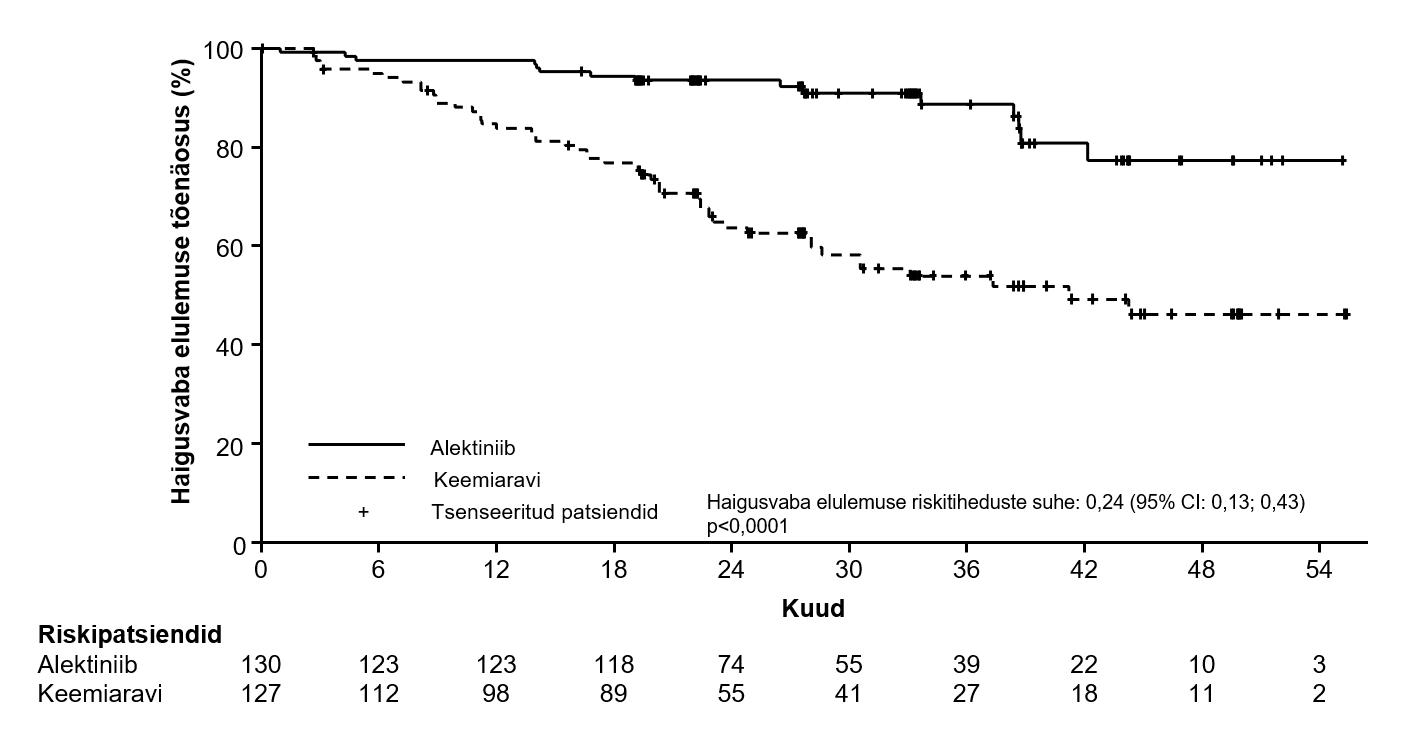 Haigusvaba elulemuse tõenäosus (%)
100
80
60
40
20
0
Alektiniib
Keemiaravi
+ Tsenseeritud patsiendid
Haigusvaba elulemuse riskitiheduste suhe: 0,24 (95% CI: 0,13; 0,43)
p<0,0001
0 6 12 18 24 30 36 42 48 54
Kuud
Riskipatsiendid
Alektiniib 130 123 123 118 74 55 39 22 10 3
Keemiaravi 127 112 98 89 55 41 27 18 11 2